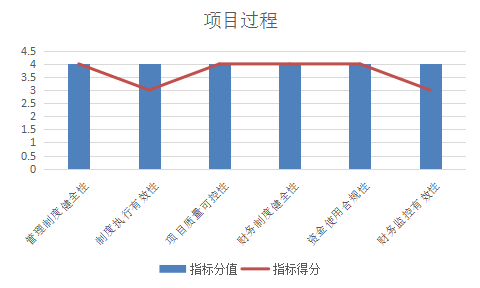 项目过程
4.5
4
3.5
3
2.5
2
1.5
1
0.5
0
管理制度健全性
制度执行有效性
项目质量可控性
财务制度健全性
资金使用合规性
财务监控有效性
指标分值 指标得分